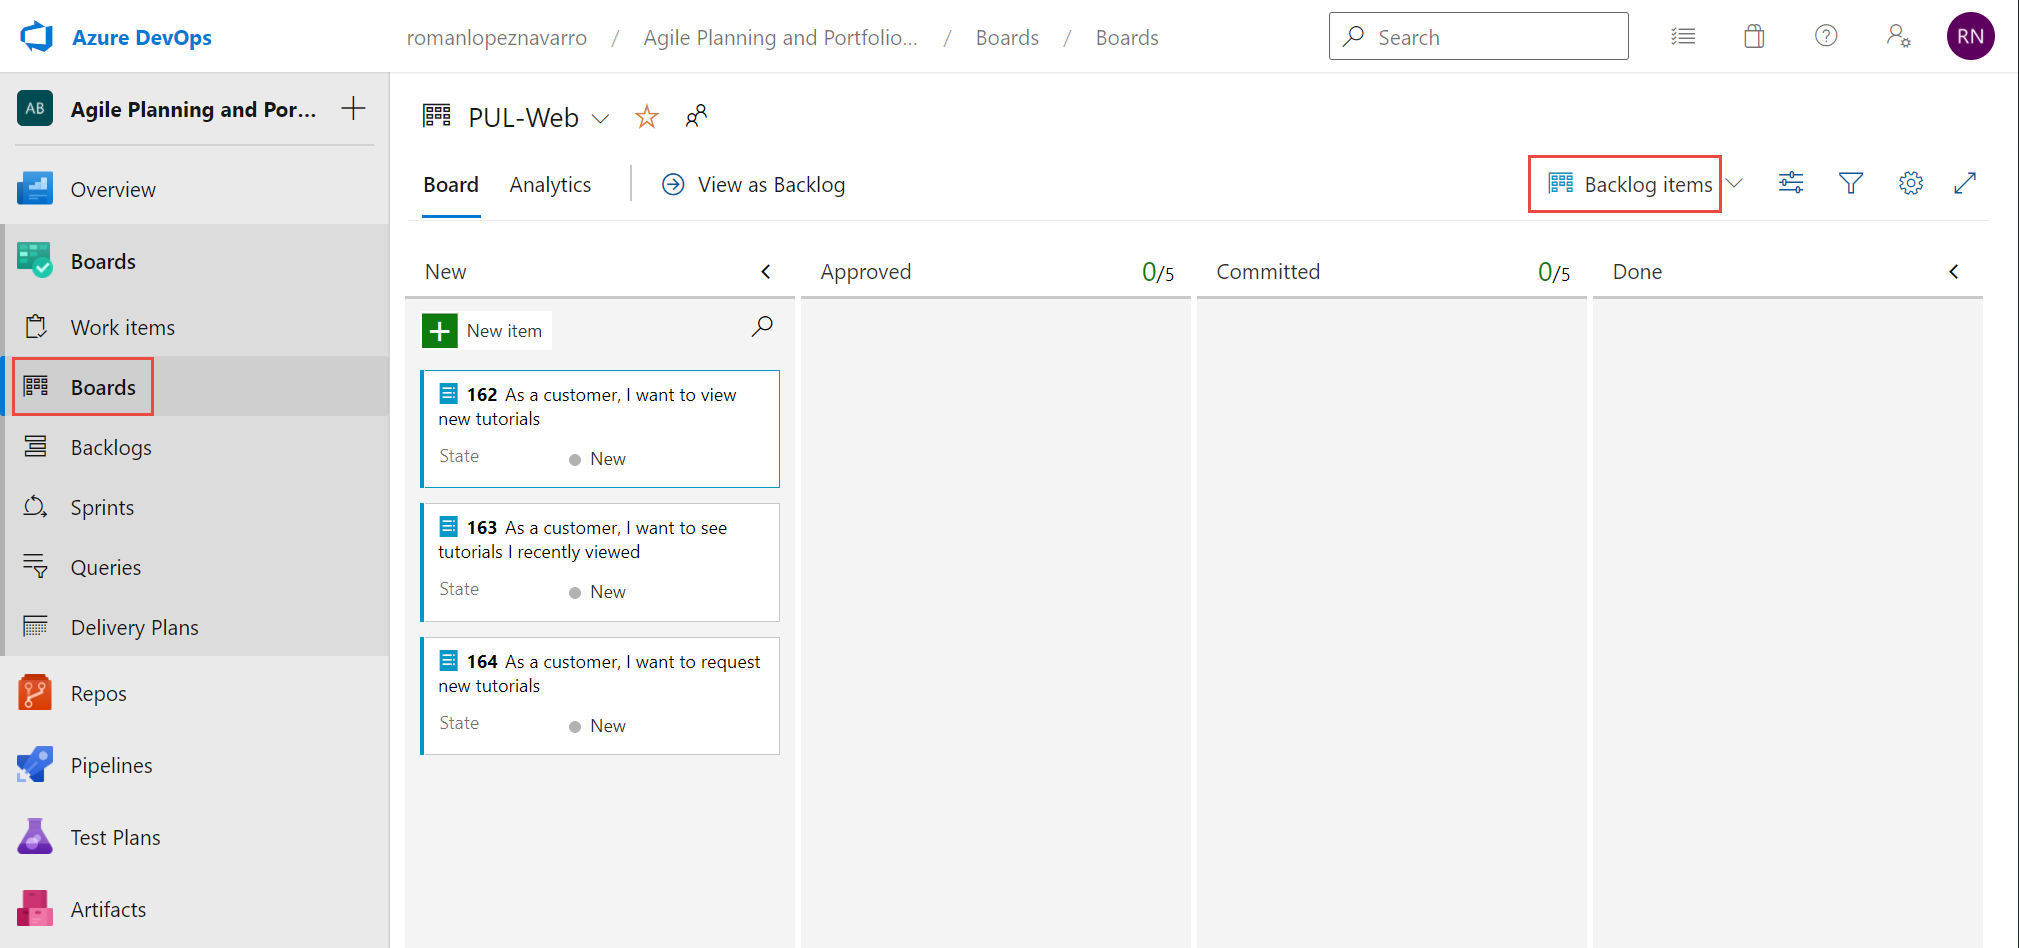 Azure DevOps
romanlopeznavarro / Agile Planning and Portfolio... / Boards / Boards
Search
RN
AB
Agile Planning and Por...
Overview
Boards
Work items
Boards
Backlogs
Sprints
Queries
Delivery Plans
Repos
Pipelines
Test Plans
Artifacts
PUL-Web
Board Analytics View as Backlog
Backlog items
New
Approved 0/5
Committed 0/5
Done
New item
162 As a customer, I want to view
new tutorials
State New
163 As a customer, I want to see
tutorials I recently viewed
State New
164 As a customer, I want to request
new tutorials
State New